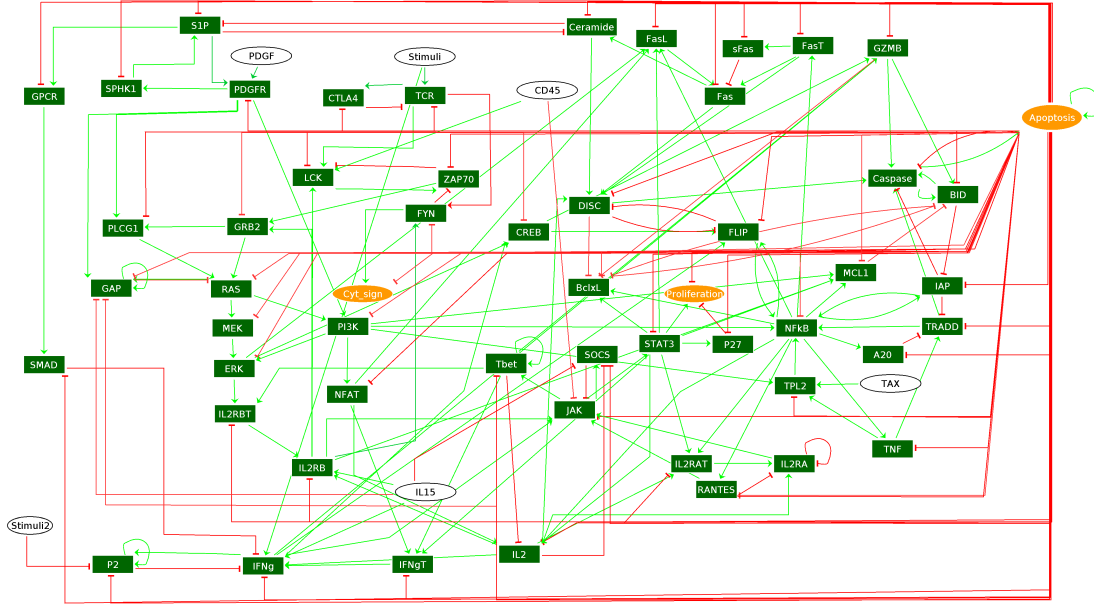 S1P
Ceramide
FasL
sFas
FasT
GZMB
PDGF
Stimuli
GPCR
SPHK1
PDGFR
CTLA4
TCR
CD45
Fas
Apoptosis
LCK
ZAP70
Caspase
BID
DISC
FYN
PLCG1
GRB2
CREB
FLIP
MCL1
GAP
RAS
Cyt_sign
BclxL
Proliferation
IAP
MEK
PI3K
NFkB
TRADD
STAT3
P27
A20
SMAD
ERK
Tbet
SOCS
TPL2
TAX
NFAT
IL2RBT
JAK
TNF
IL2RB
IL2RAT
IL2RA
RANTES
IL15
Stimuli2
P2
IFNg
IFNgT
IL2